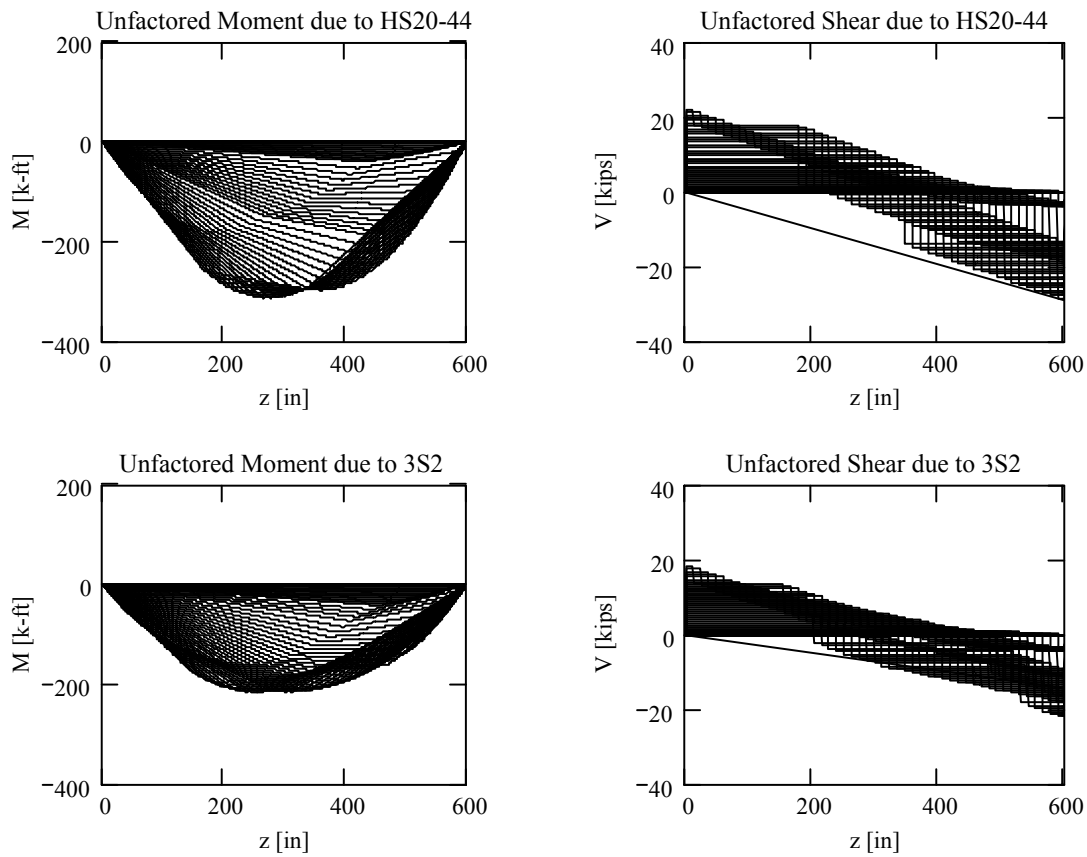 Unfactored Moment due to HS20-44
200
0
−200
−400
M [k-ft]
0 200 400 600
z [in]
Unfactored Shear due to HS20-44
40
20
0
−20
−40
V [kips]
0 200 400 600
z [in]
Unfactored Moment due to 3S2
200
0
−200
−400
M [k-ft]
0 200 400 600
z [in]
Unfactored Shear due to 3S2
40
20
0
−20
−40
V [kips]
0 200 400 600
z [in]